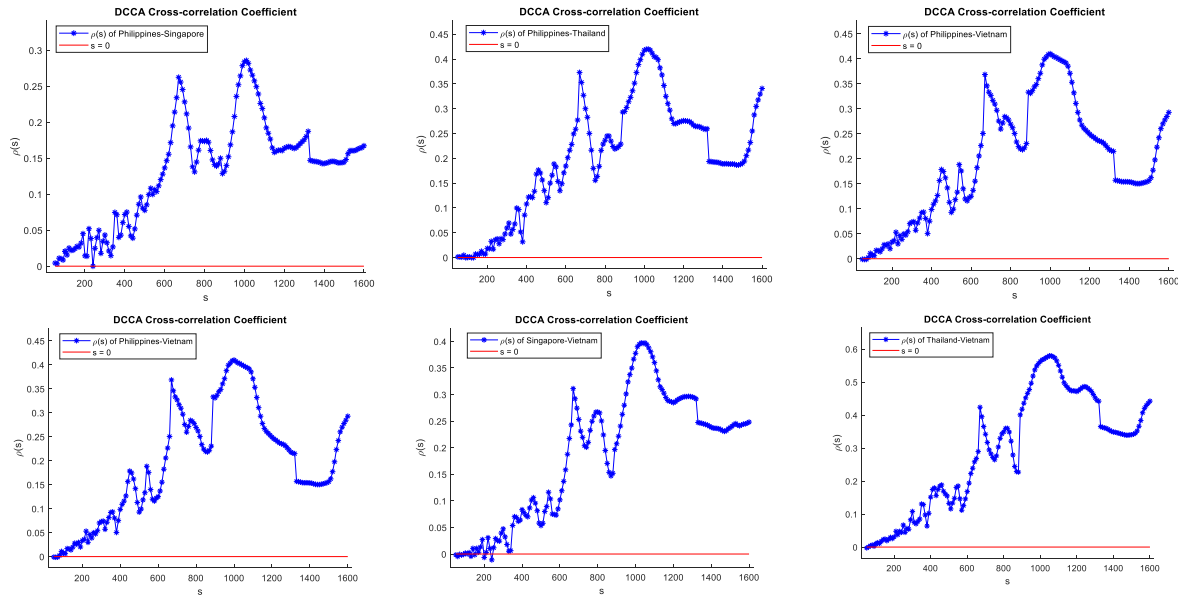 DCCA Cross-correlation Coefficient
ρ(s) of Philippines-Singapore
s = 0
0.3
0.25
0.2
0.15
0.1
0.05
0
ρ(s)
200 400 600 800 1000 1200 1400 1600
s
DCCA Cross-correlation Coefficient
ρ(s) of Philippines-Thailand
s = 0
0.45
0.4
0.35
0.3
0.25
0.2
0.15
0.1
0.05
0
ρ(s)
200 400 600 800 1000 1200 1400 1600
s
DCCA Cross-correlation Coefficient
ρ(s) of Philippines-Vietnam
s = 0
0.45
0.4
0.35
0.3
0.25
0.2
0.15
0.1
0.05
0
ρ(s)
200 400 600 800 1000 1200 1400 1600
s
DCCA Cross-correlation Coefficient
ρ(s) of Philippines-Vietnam
s = 0
0.45
0.4
0.35
0.3
0.25
0.2
0.15
0.1
0.05
0
ρ(s)
200 400 600 800 1000 1200 1400 1600
s
DCCA Cross-correlation Coefficient
ρ(s) of Singapore-Vietnam
s = 0
0.4
0.35
0.3
0.25
0.2
0.15
0.1
0.05
0
ρ(s)
200 400 600 800 1000 1200 1400 1600
s
DCCA Cross-correlation Coefficient
ρ(s) of Thailand-Vietnam
s = 0
0.6
0.5
0.4
0.3
0.2
0.1
0
ρ(s)
200 400 600 800 1000 1200 1400 1600
s